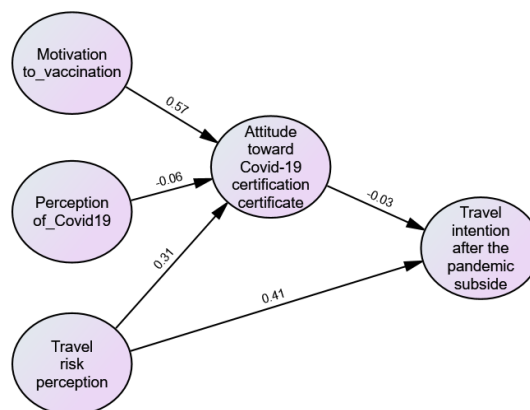 Motivation
to_vaccination
0.57
Attitude
toward
Covid-19
certification
certificate
-0.06
Perception
of_Covid19
-0.03
Travel
intention
after the
pandemic
subside
0.31
0.41
Travel
risk
perception